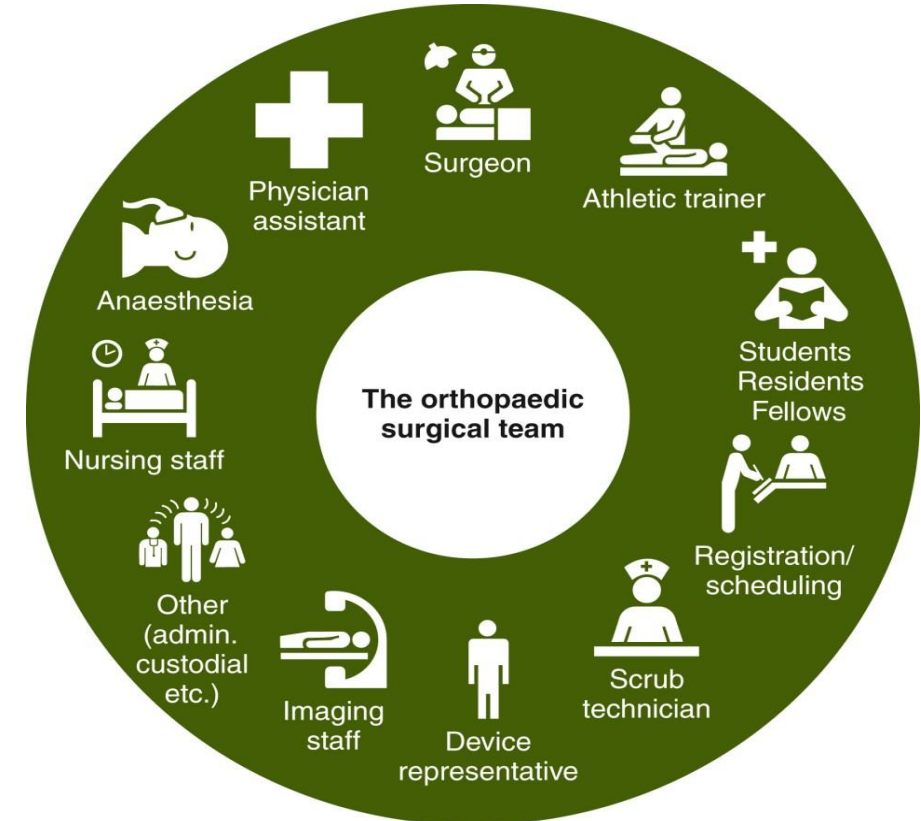 Surgeon
Athletic trainer
Students
Residents
Fellows
Registration/
scheduling
Scrub
technician
Device
representative
Imaging
staff
Other
(admin.
custodial
etc.)
Nursing staff
Anaesthesia
Physician
assistant
The orthopaedic
surgical team